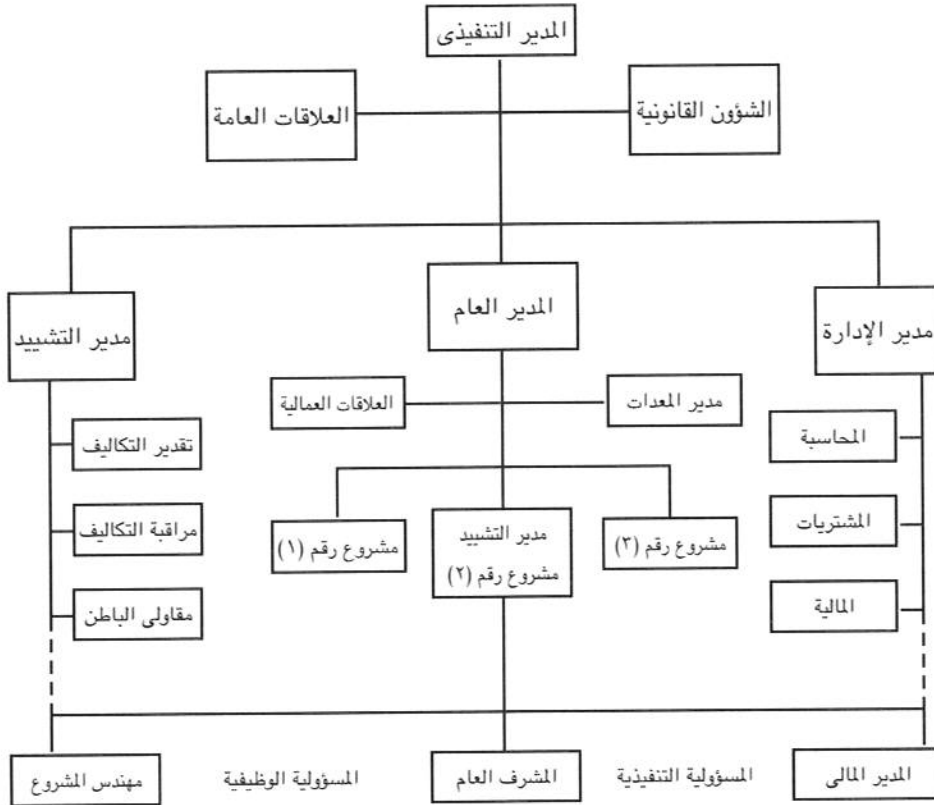 المدير التنفيذى
الشؤون القانونية
العلاقات العامة
مدير الإدارة
المدير العام
مدير التشييد
مدير المعدات
العلاقات العمالية
المحاسبة
تقدير التكاليف
المشتريات
مشروع رقم (٣)
مدير التشييد
مشروع رقم (٢)
مشروع رقم (١)
مراقبة التكاليف
المالية
مقاولى الباطن
المدير المالى
المسؤولية التنفيذية
المشرف العام
المسؤولية الوظيفية
مهندس المشروع